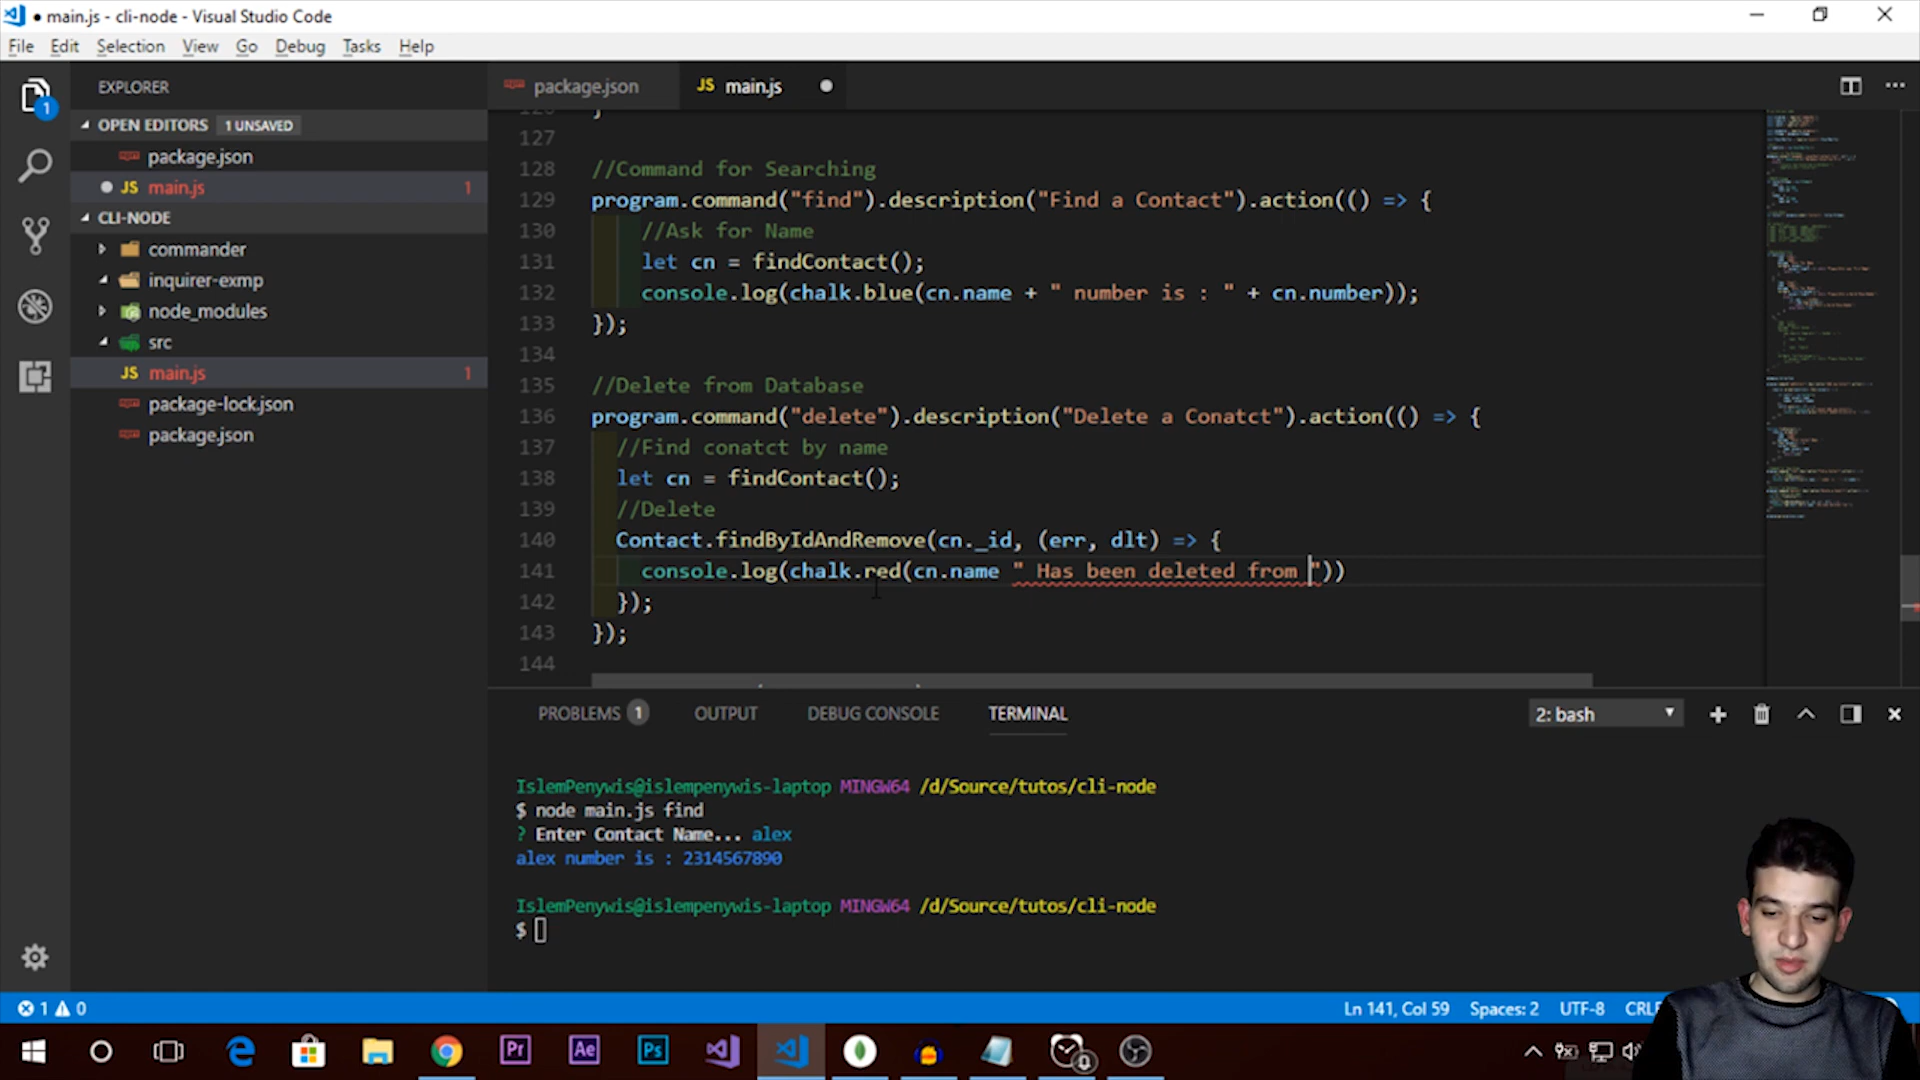 ● main.js - cli-node - Visual Studio Code
File Edit Selection View Go Debug Tasks Help
EXPLORER
OPEN EDITORS 1 UNSAVED
package.json
JS main.js 1
CLI-NODE
commander
inquirer-exmp
node_modules
src
JS main.js 1
package-lock.json
package.json
1
package.json JS main.js
127
128 //Command for Searching
129 program.command("find").description("Find a Contact").action(() => {
130 //Ask for Name
131 let cn = findContact();
132 console.log(chalk.blue(cn.name + " number is : " + cn.number));
133 });
134
135 //Delete from Database
136 program.command("delete").description("Delete a Conatct").action(() => {
137 //Find conatct by name
138 let cn = findContact();
139 //Delete
140 Contact.findByIdAndRemove(cn._id, (err, dlt) => {
141 console.log(chalk.red(cn.name " Has been deleted from "))
142 });
143 });
144
PROBLEMS 1 OUTPUT DEBUG CONSOLE TERMINAL 2: bash
IslemPenywis@islempenywis-laptop MINGW64 /d/Source/tutos/cli-node
$ node main.js find
? Enter Contact Name... alex
alex number is : 2314567890
IslemPenywis@islempenywis-laptop MINGW64 /d/Source/tutos/cli-node
$
1 0 Ln 141, Col 59 Spaces: 2 UTF-8 CRLF
Pr Ae Ps